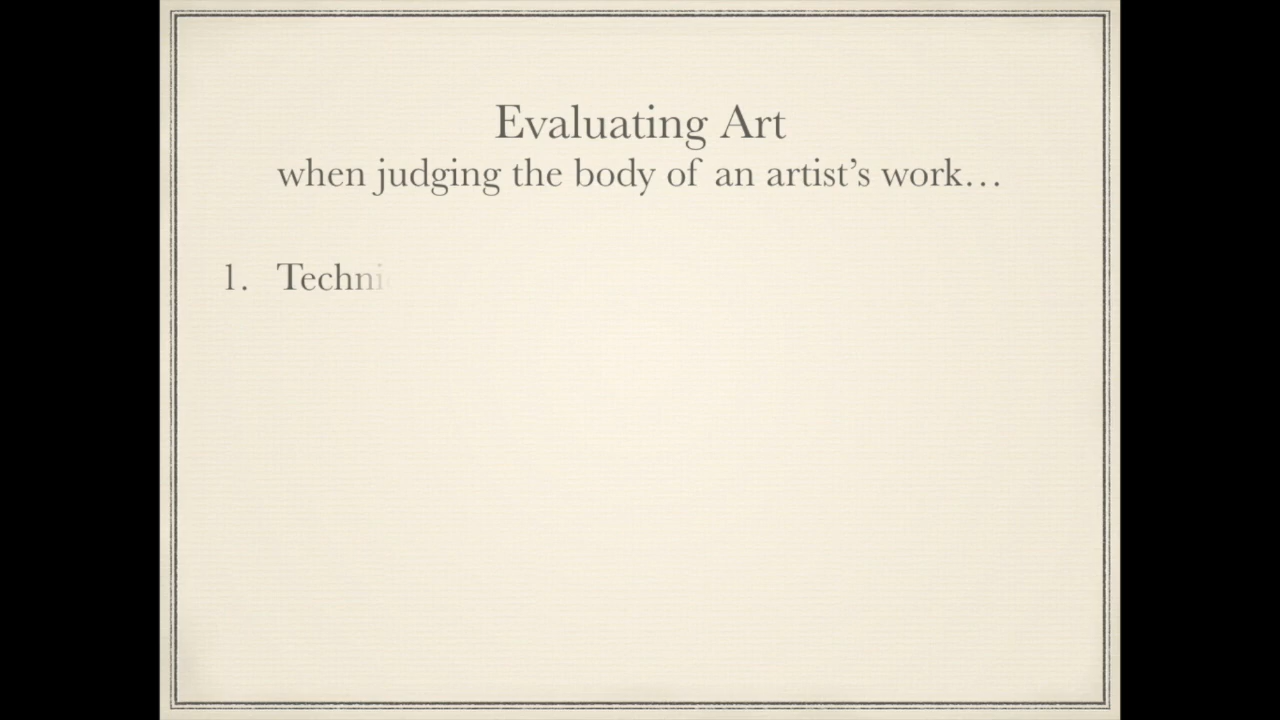 Evaluating Art
when judging the body of an artist’s work…
1. Techni